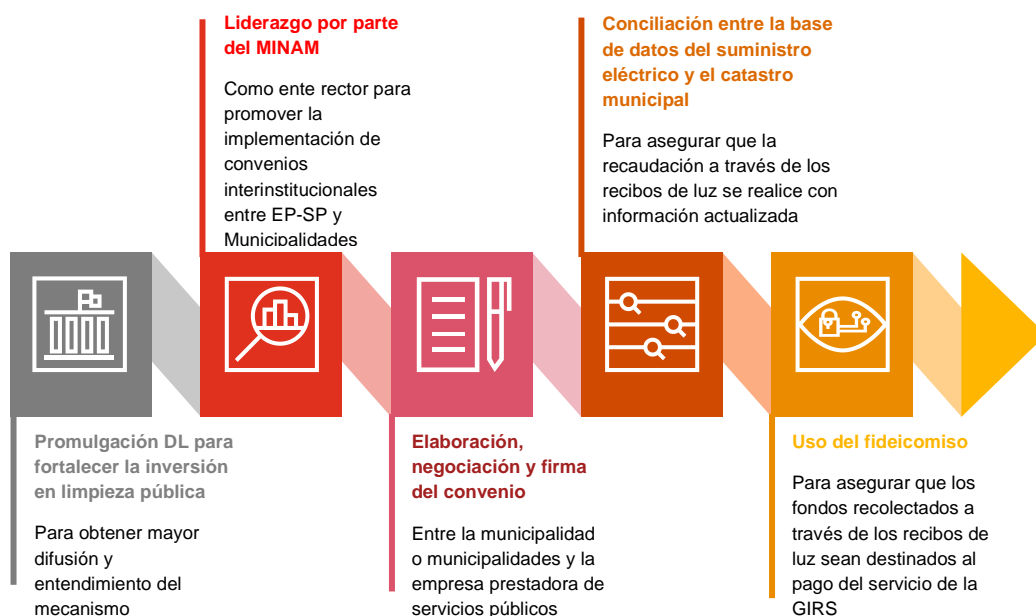 Liderazgo por parte
del MINAM
Como ente rector para
promover la
implementación de
convenios
interinstitucionales
entre EP-SP y
Municipalidades
Conciliación entre la base
de datos del suministro
eléctrico y el catastro
municipal
Para asegurar que la
recaudación a través de los
recibos de luz se realice con
información actualizada
Promulgación DL para
fortalecer la inversión
en limpieza pública
Para obtener mayor
difusión y
entendimiento del
mecanismo
Elaboración,
negociación y firma
del convenio
Entre la municipalidad
o municipalidades y la
empresa prestadora de
servicios públicos
Uso del fideicomiso
Para asegurar que los
fondos recolectados a
través de los recibos de
luz sean destinados al
pago del servicio de la
GIRS